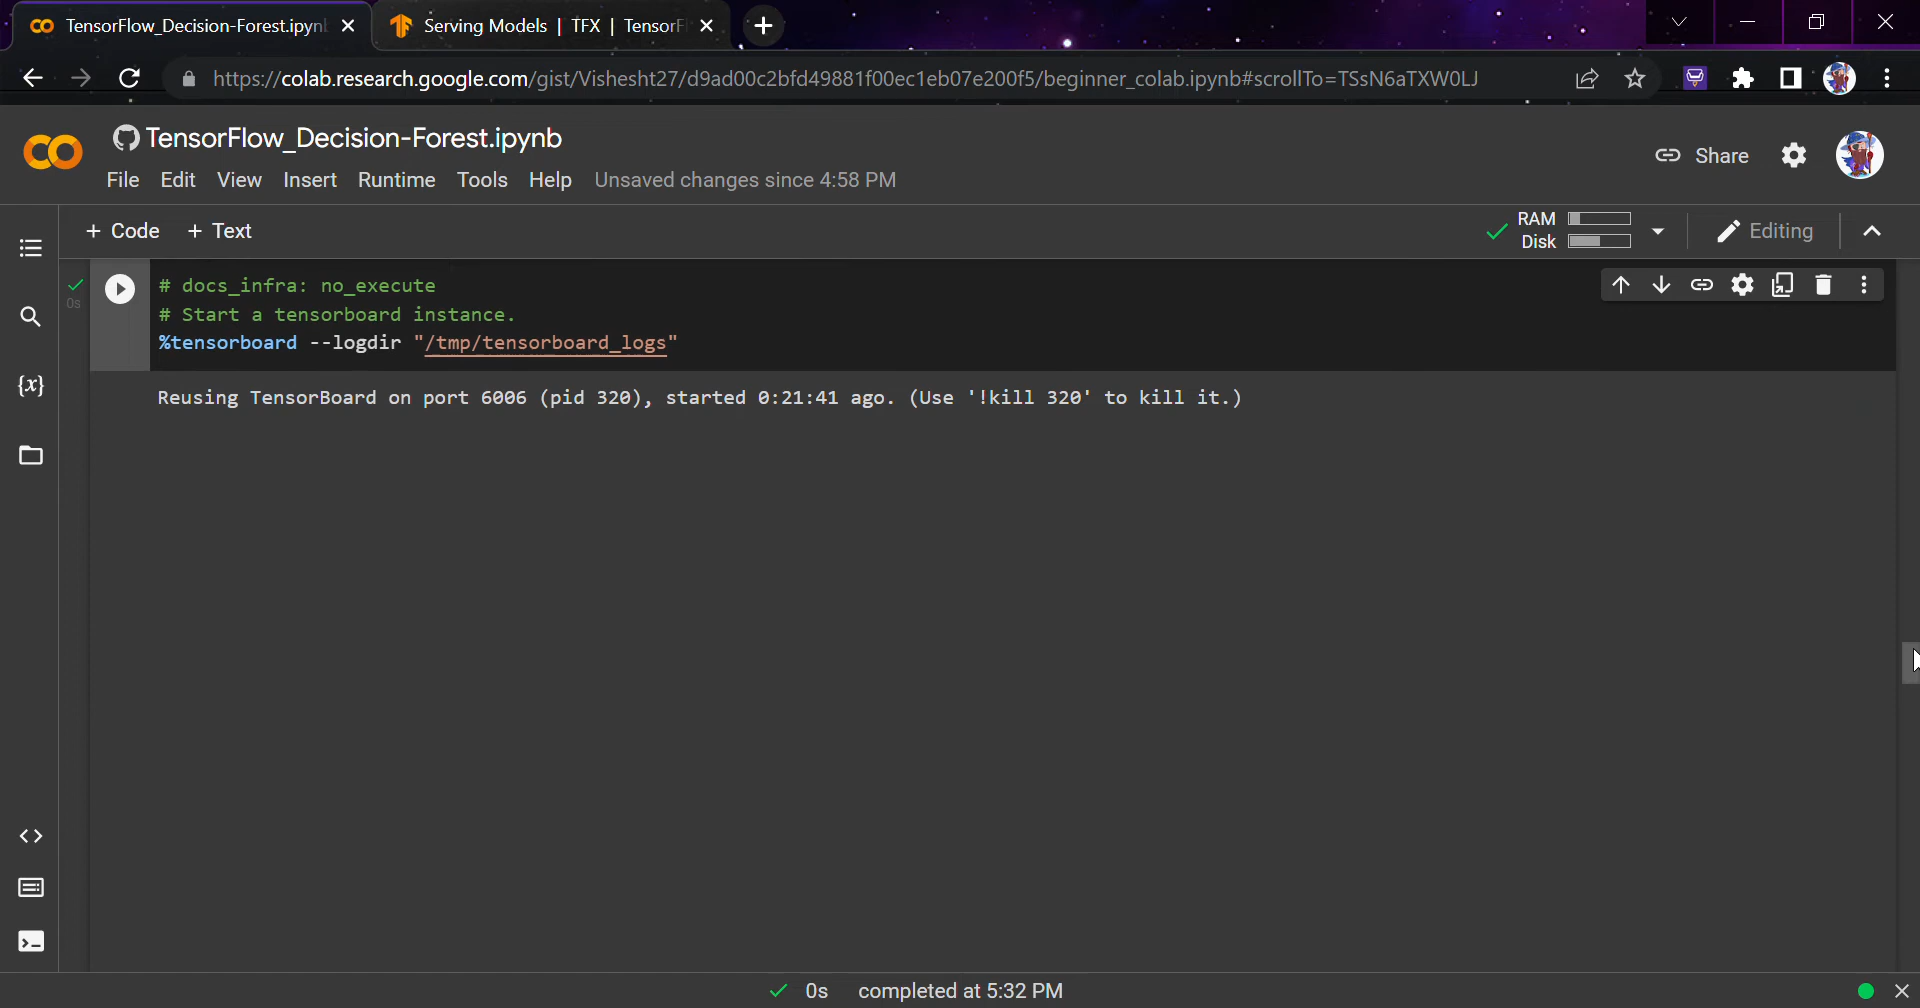 TensorFlow_Decision-Forest.ipyn
Serving Models | TFX | TensorF
https://colab.research.google.com/gist/Vishesht27/d9ad00c2bfd49881f00ec1eb07e200f5/beginner_colab.ipynb#scrollTo=TSsN6aTXW0LJ
TensorFlow_Decision-Forest.ipynb
Share
File Edit View Insert Runtime Tools Help Unsaved changes since 4:58 PM
+ Code + Text
RAM
Disk
Editing
0s
# docs_infra: no_execute
# Start a tensorboard instance.
%tensorboard --logdir "/tmp/tensorboard_logs"
Reusing TensorBoard on port 6006 (pid 320), started 0:21:41 ago. (Use '!kill 320' to kill it.)
0s completed at 5:32 PM